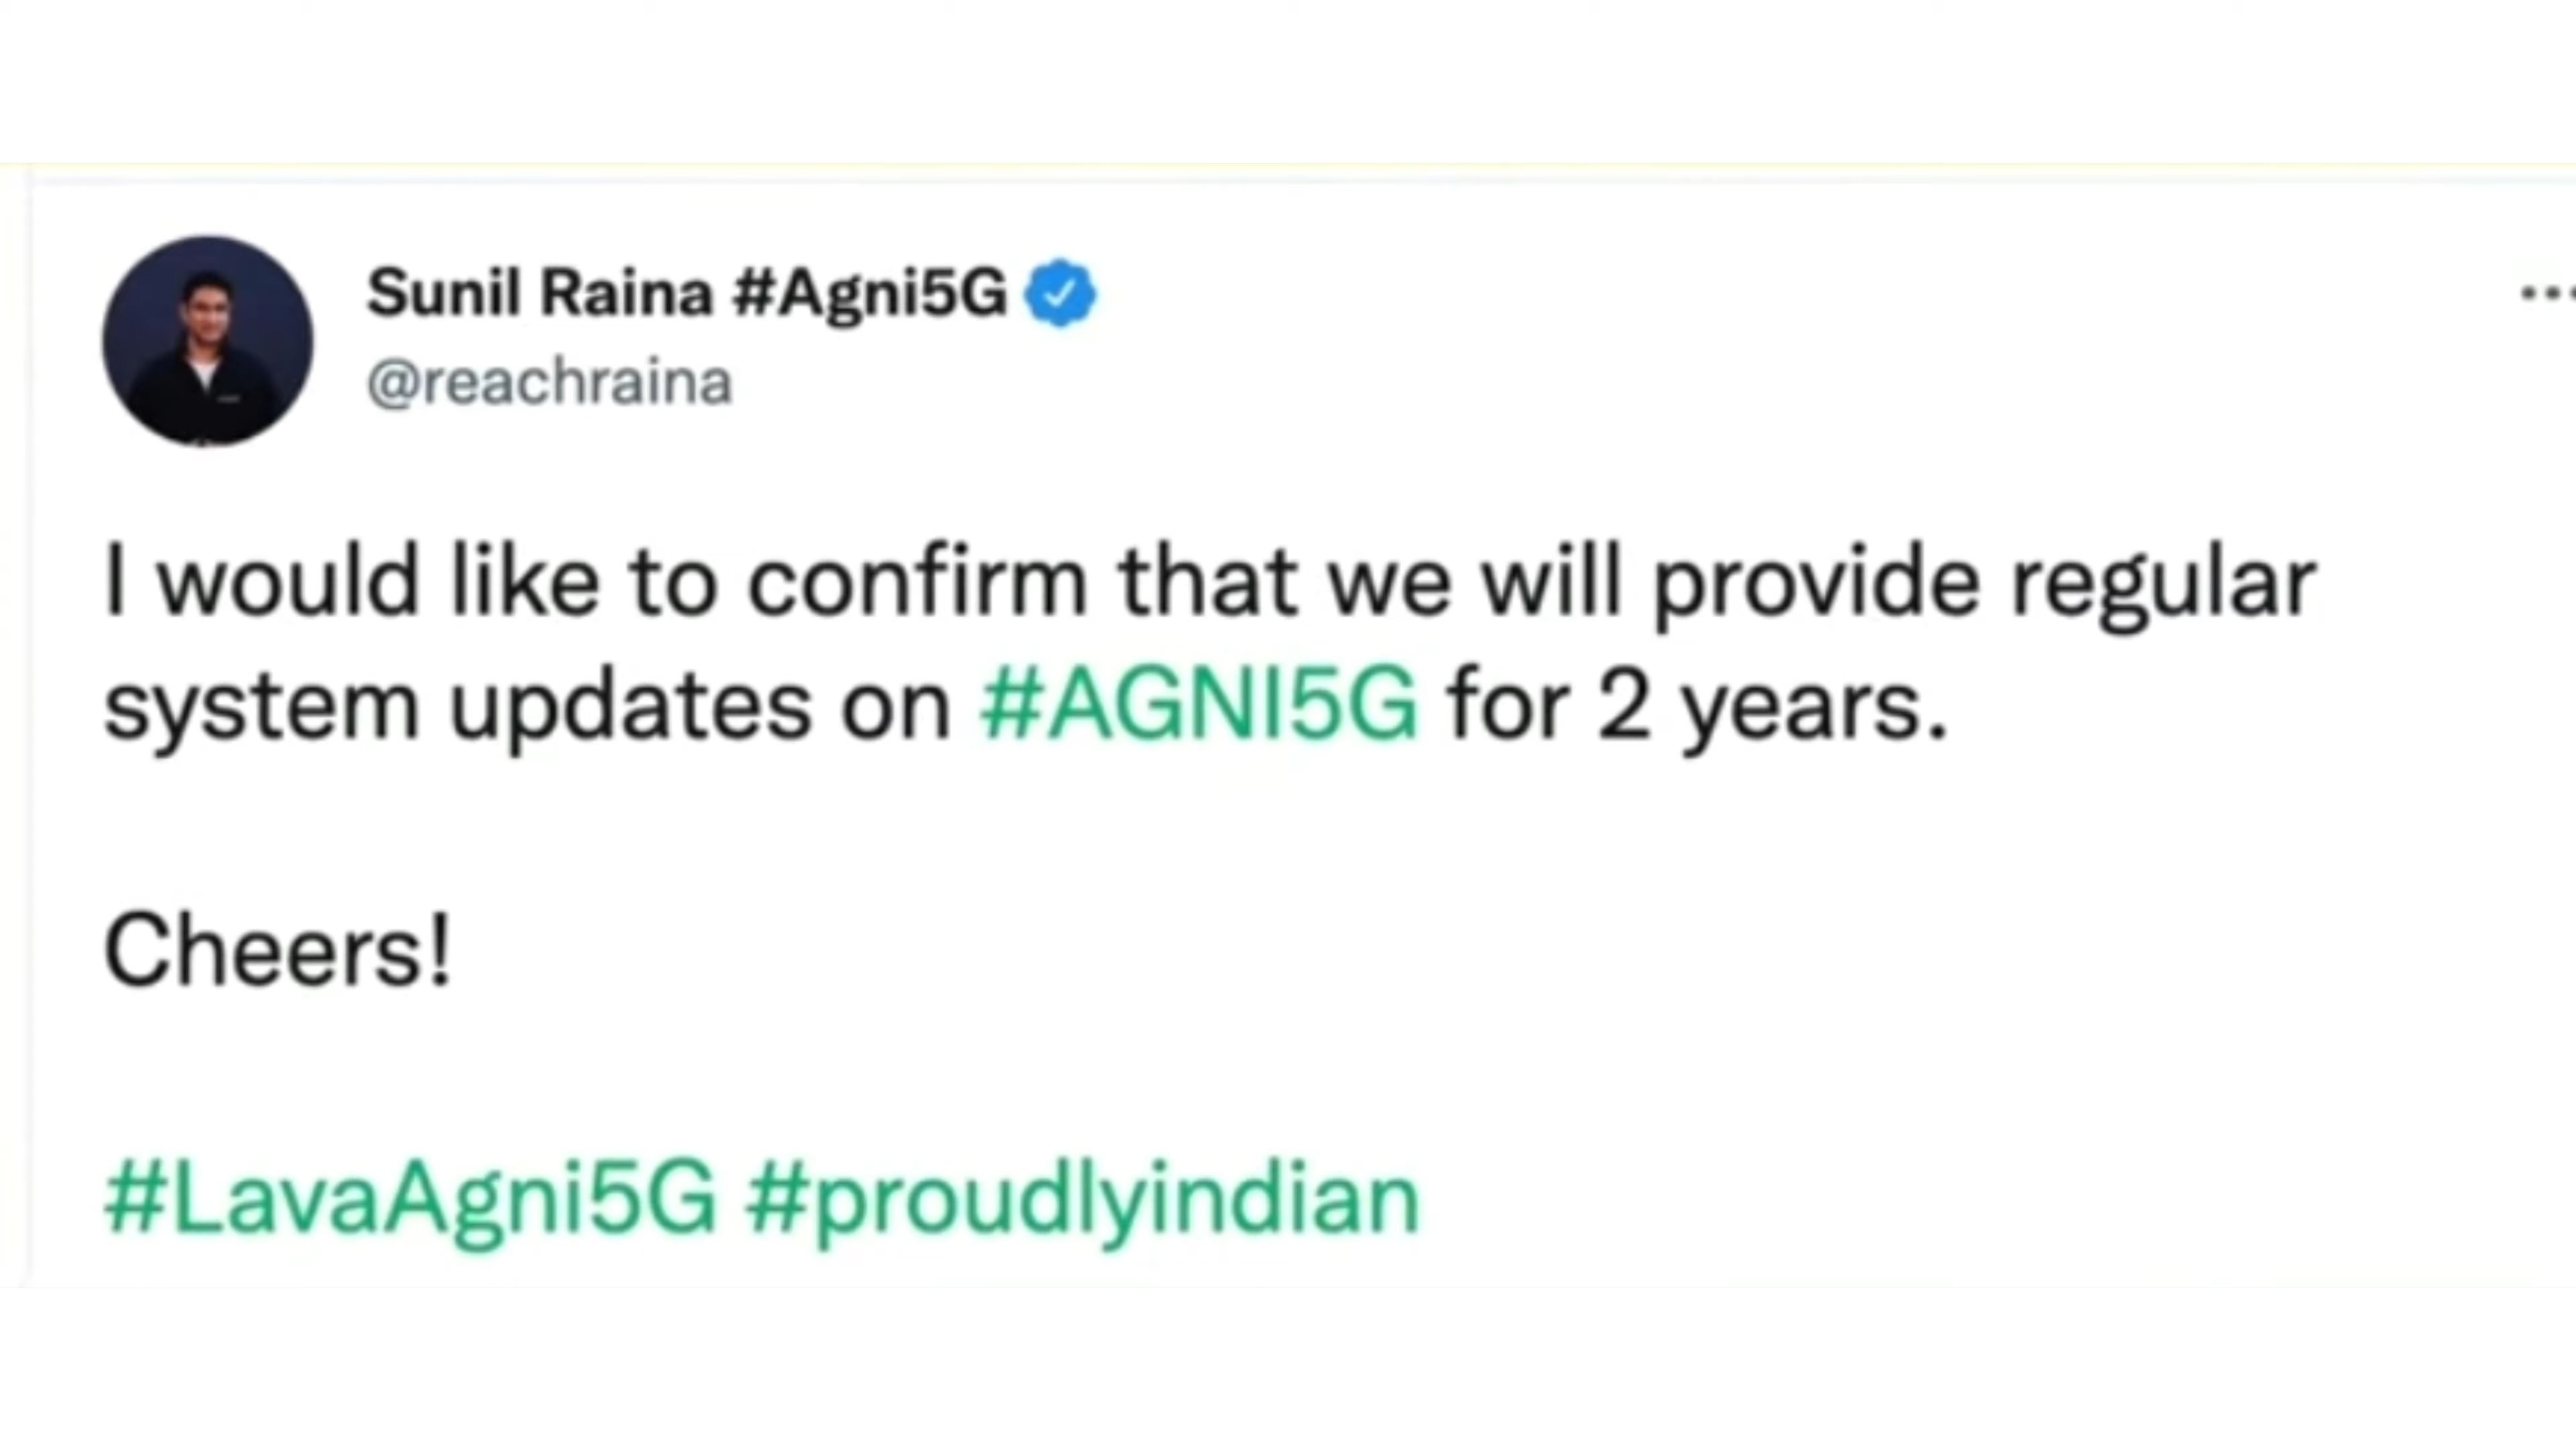 Sunil Raina #Agni5G
@reachraina
I would like to confirm that we will provide regular
system updates on #AGNI5G for 2 years.
Cheers!
#LavaAgni5G #proudlyindian